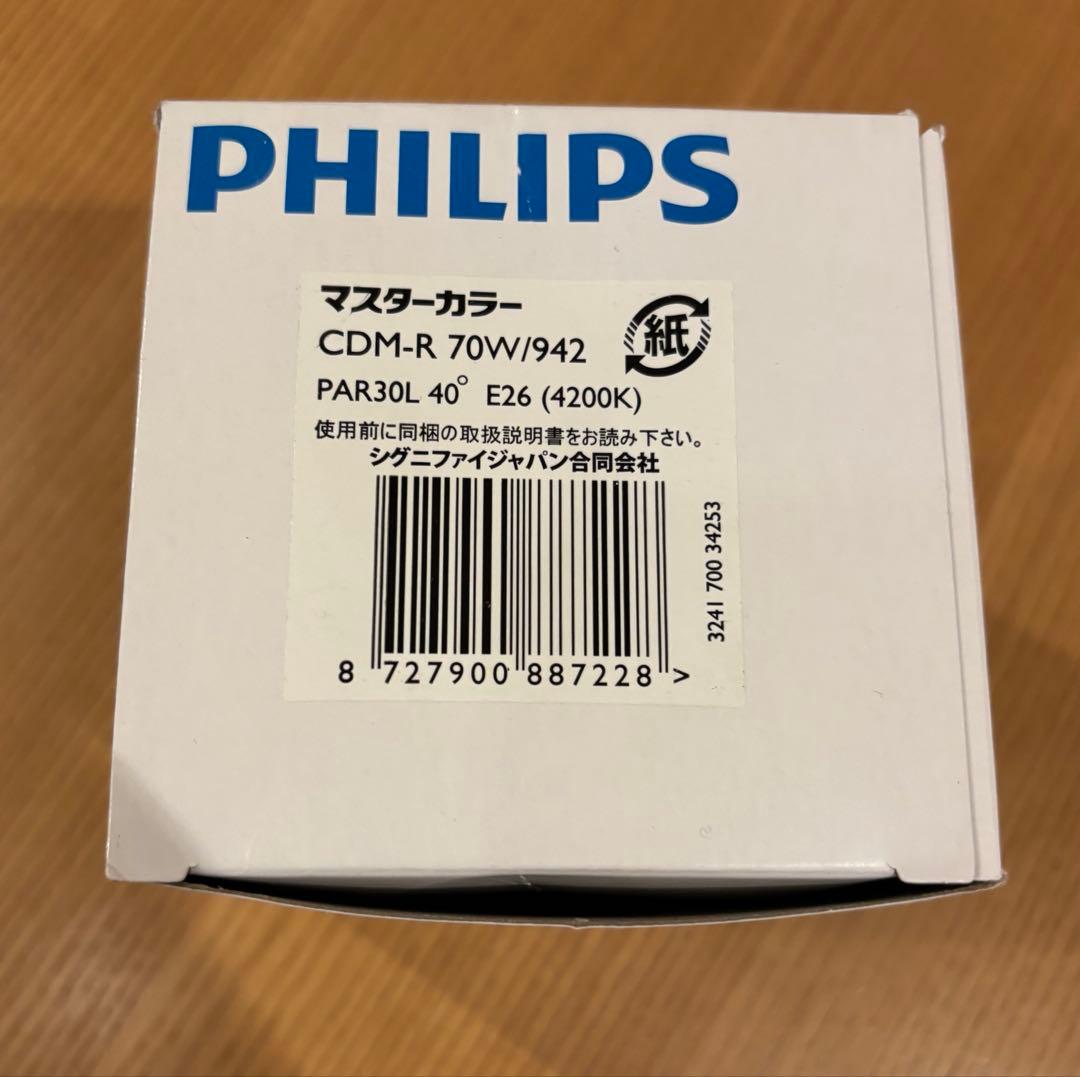 PHILIPS
マスターカラー
CDM-R 70W/942
紙
PAR30L 40° E26 (4200K)
使用前に同梱の取扱説明書をお読み下さい。
シグニファイジャパン合同会社
3241 700 34253
8 727900 887228 >